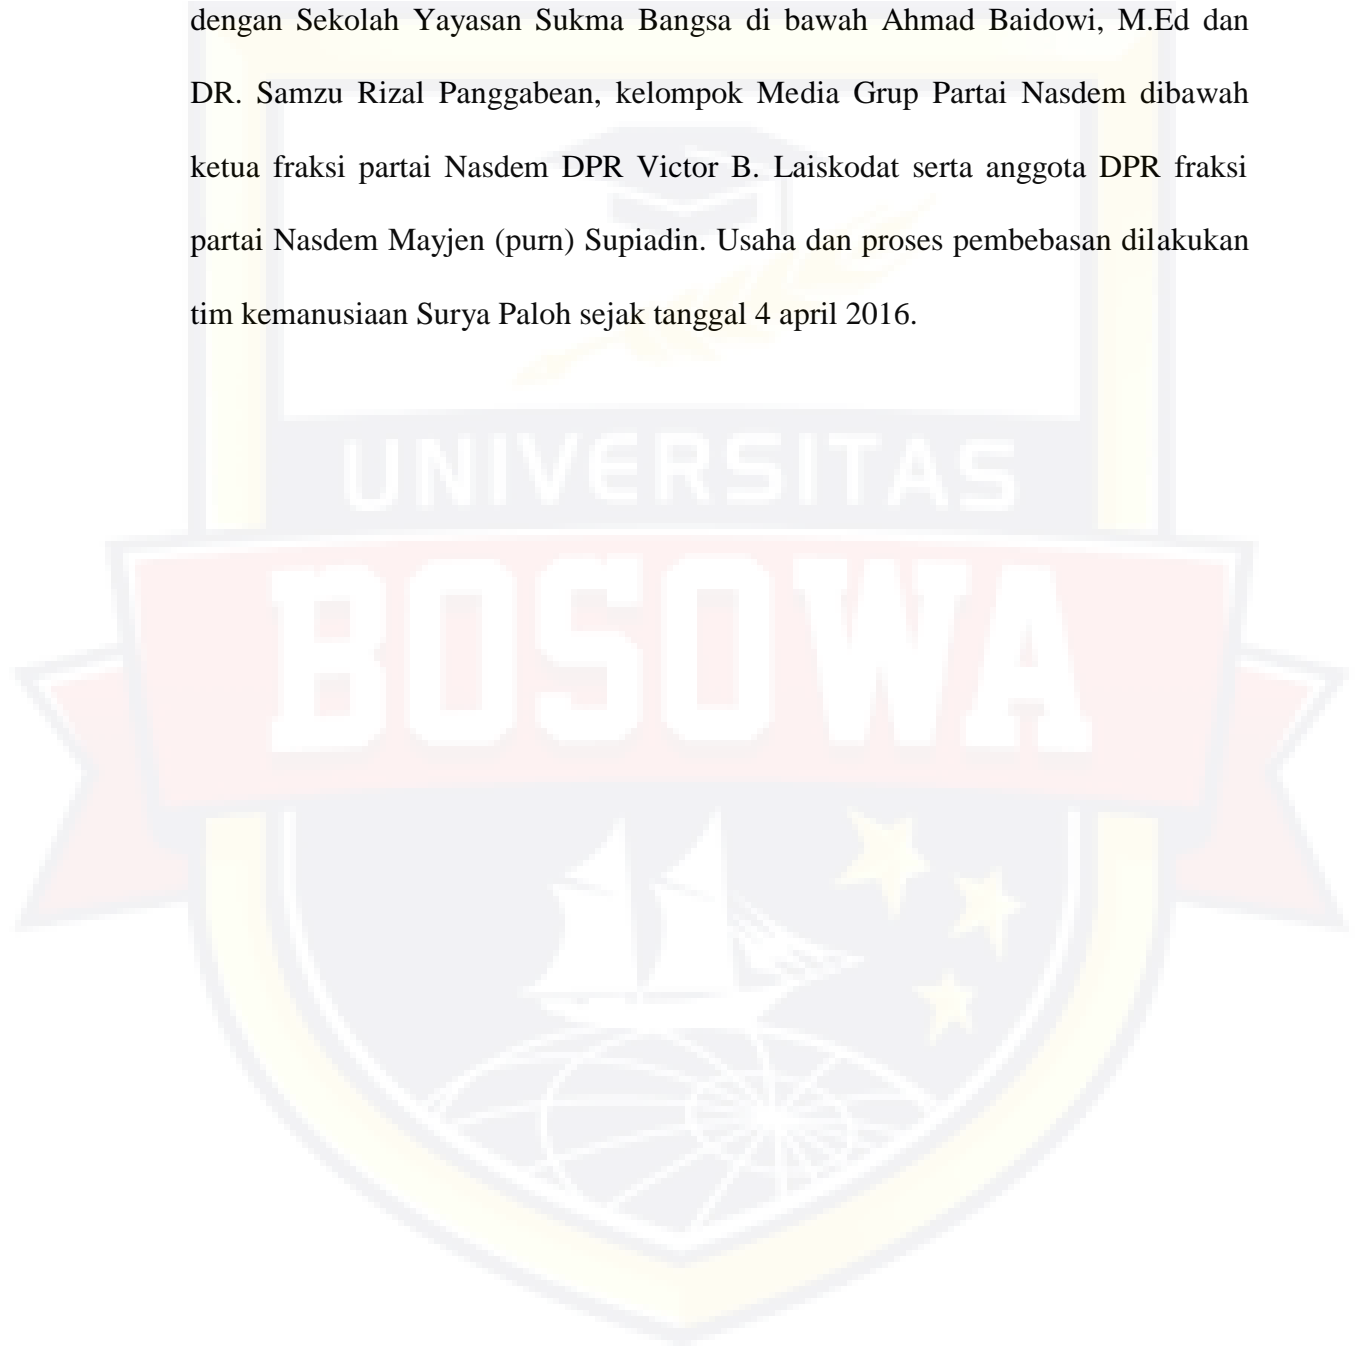 dengan Sekolah Yayasan Sukma Bangsa di bawah Ahmad Baidowi, M.Ed dan
DR. Samzu Rizal Panggabean, kelompok Media Grup Partai Nasdem dibawah
ketua fraksi partai Nasdem DPR Victor B. Laiskodat serta anggota DPR fraksi
partai Nasdem Mayjen (purn) Supiadin. Usaha dan proses pembebasan dilakukan
tim kemanusiaan Surya Paloh sejak tanggal 4 april 2016.
UNIVERSITAS
BOSOWA